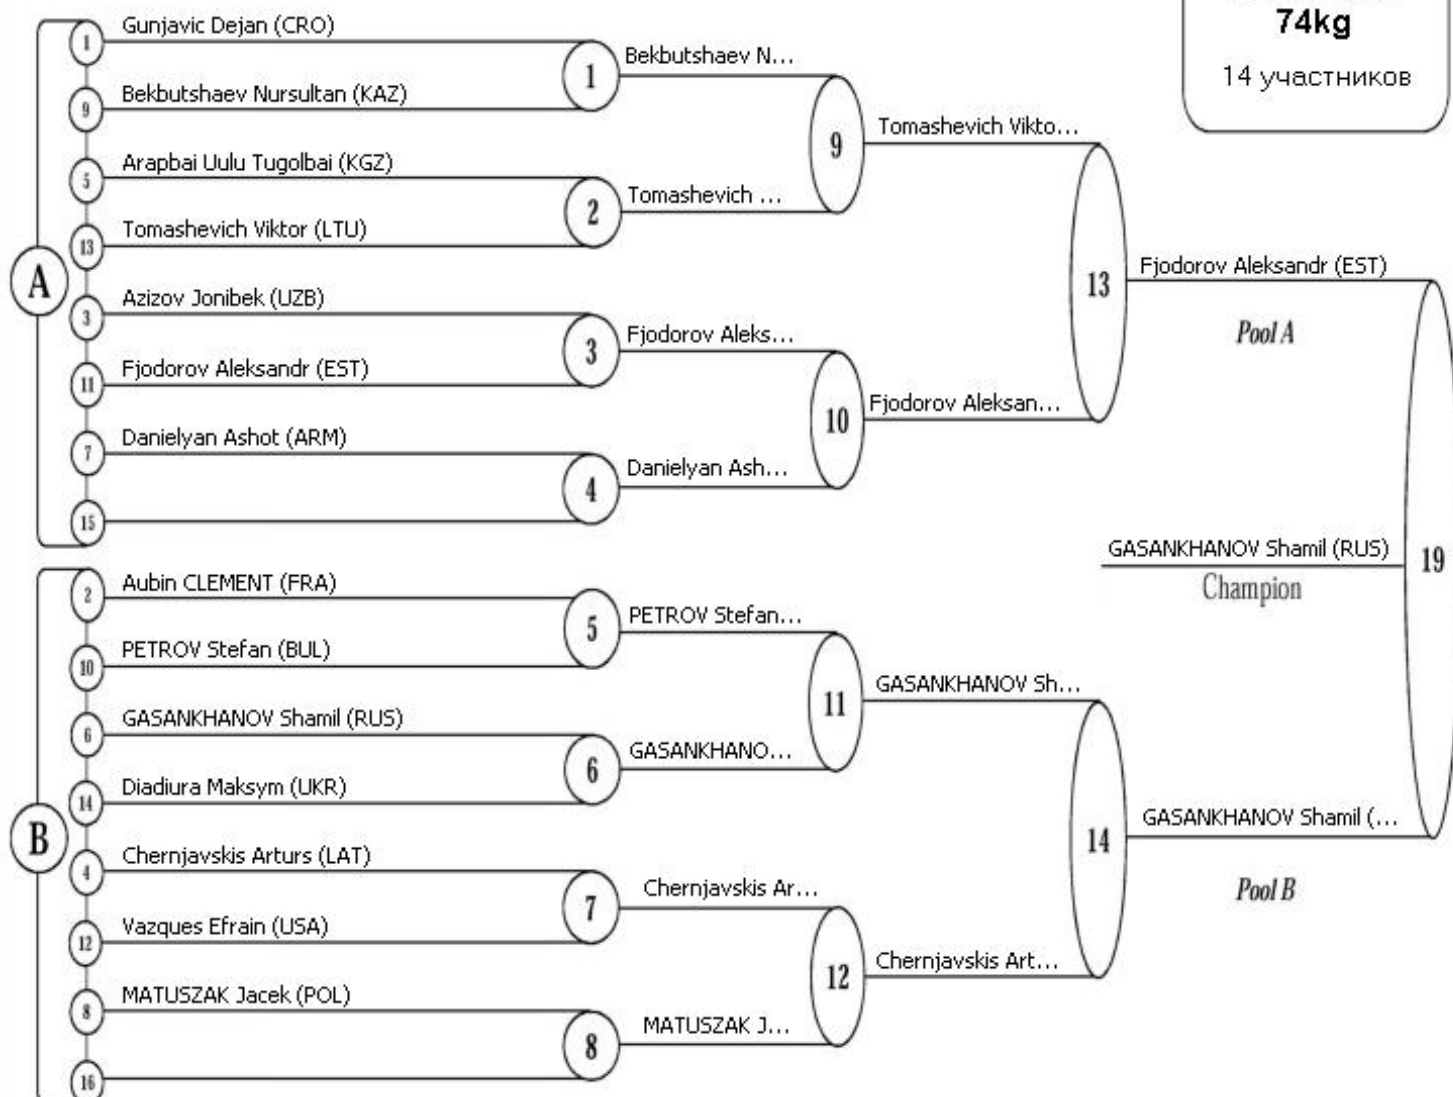 74kg
14 участников
A
1
Gunjavic Dejan (CRO)
9
Bekbutshaev Nursultan (KAZ)
5
Arapbai Uulu Tugolbai (KGZ)
13
Tomashevich Viktor (LTU)
3
Azizov Jonibek (UZB)
11
Fjodorov Aleksandr (EST)
7
Danielyan Ashot (ARM)
15
1
Bekbutshaev N...
2
Tomashevich ...
3
Fjodorov Aleks...
4
Danielyan Ash...
9
Tomashevich Vikto...
10
Fjodorov Aleksan...
13
Fjodorov Aleksandr (EST)
Pool A
B
2
Aubin CLEMENT (FRA)
10
PETROV Stefan (BUL)
6
GASANKHANOV Shamil (RUS)
14
Diadiura Maksym (UKR)
4
Chernjavskis Arturs (LAT)
12
Vazques Efrain (USA)
8
MATUSZAK Jacek (POL)
16
5
PETROV Stefan...
6
GASANKHANO...
7
Chernjavskis Ar...
8
MATUSZAK J...
11
GASANKHANOV Sh...
12
Chernjavskis Art...
14
GASANKHANOV Shamil (...
Pool B
19
GASANKHANOV Shamil (RUS)
Champion